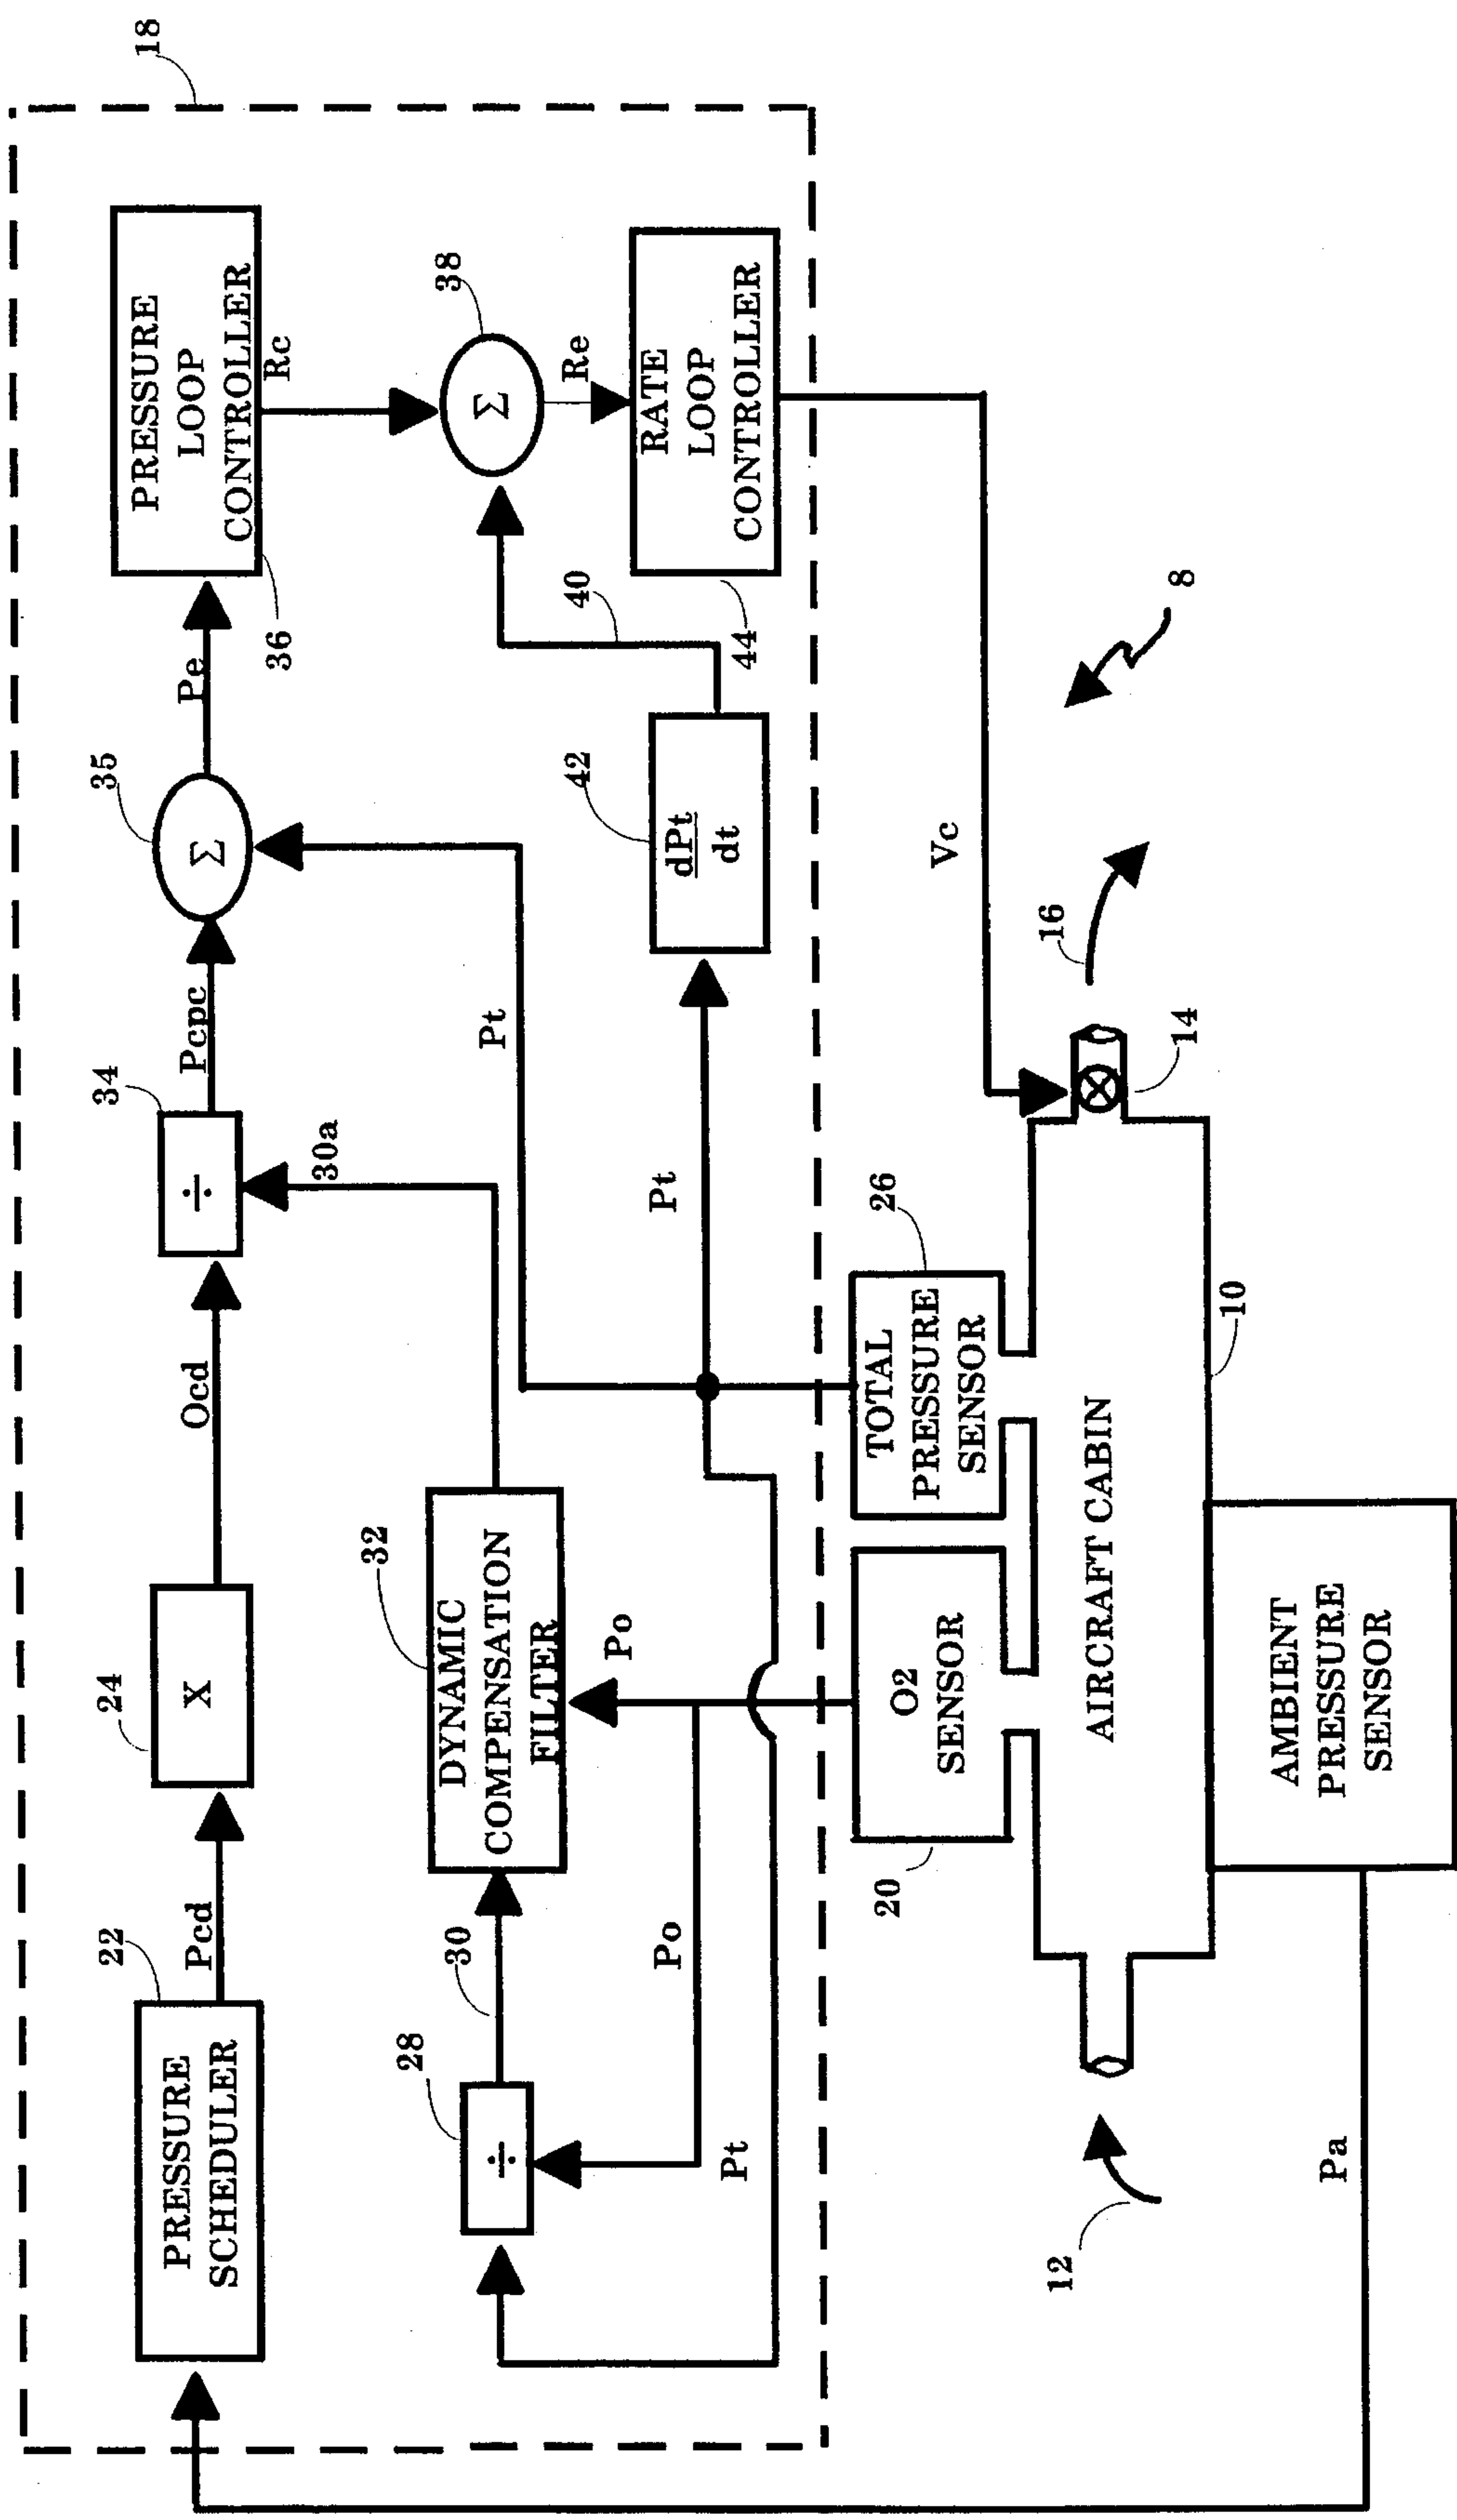 18
PRESSURE
SCHEDULER
22
Pcd
X
24
Ocd
÷
34
Pcpc
Σ
35
Pe
PRESSURE
LOOP
CONTROLLER
36
Rc
÷
28
30
DYNAMIC
COMPENSATION
FILTER
32
30a
Pt
Σ
38
Re
40
Po
Po
Pt
Pt
dPt
dt
42
RATE
LOOP
CONTROLLER
44
O2
SENSOR
20
TOTAL
PRESSURE
SENSOR
26
Vc
8
12
AIRCRAFT CABIN
10
14
16
AMBIENT
PRESSURE
SENSOR
Pa